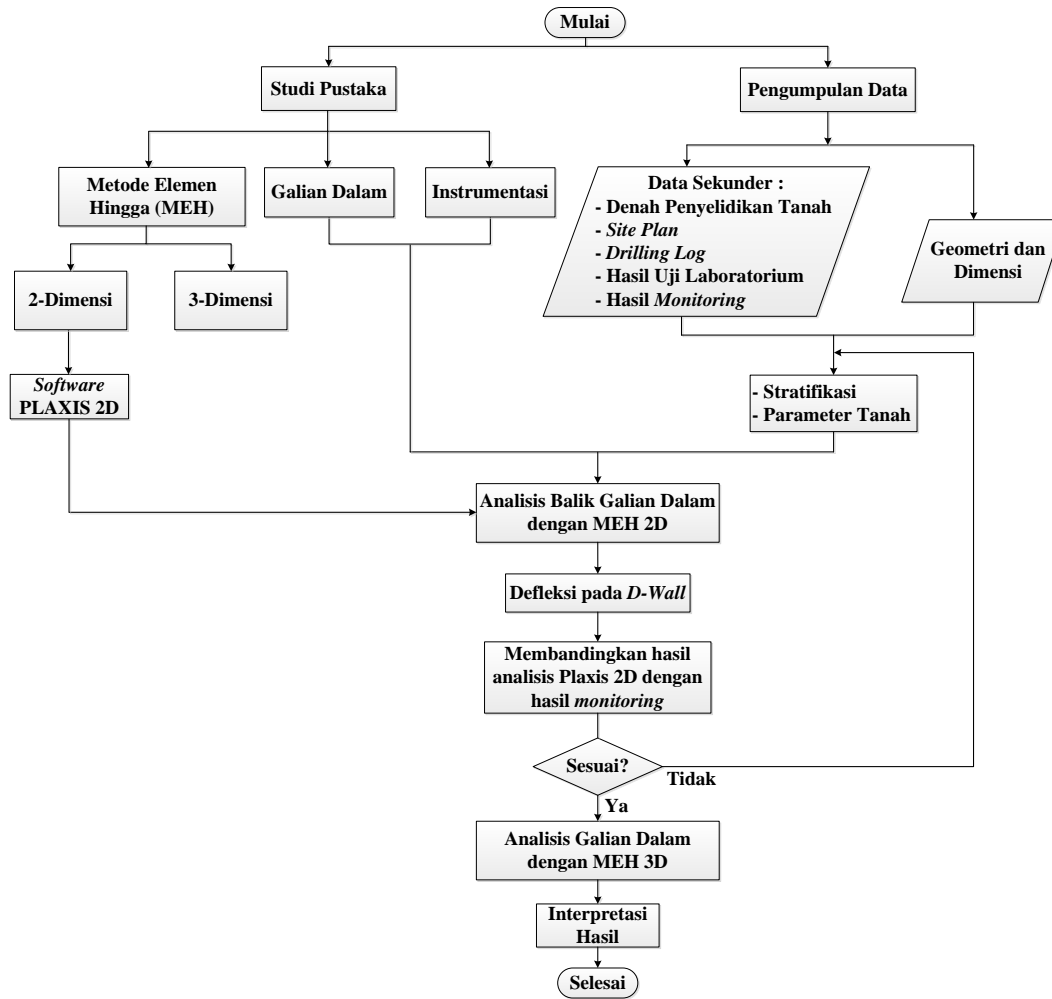 Mulai
Studi Pustaka
Pengumpulan Data
Metode Elemen
Hingga (MEH)
Galian Dalam
Instrumentasi
Data Sekunder :
- Denah Penyelidikan Tanah
- Site Plan
- Drilling Log
- Hasil Uji Laboratorium
- Hasil Monitoring
Geometri dan
Dimensi
2-Dimensi
3-Dimensi
Software
PLAXIS 2D
- Stratifikasi
- Parameter Tanah
Analisis Balik Galian Dalam
dengan MEH 2D
Defleksi pada D-Wall
Membandingkan hasil
analisis Plaxis 2D dengan
hasil monitoring
Sesuai?
Tidak
Ya
Analisis Galian Dalam
dengan MEH 3D
Interpretasi
Hasil
Selesai